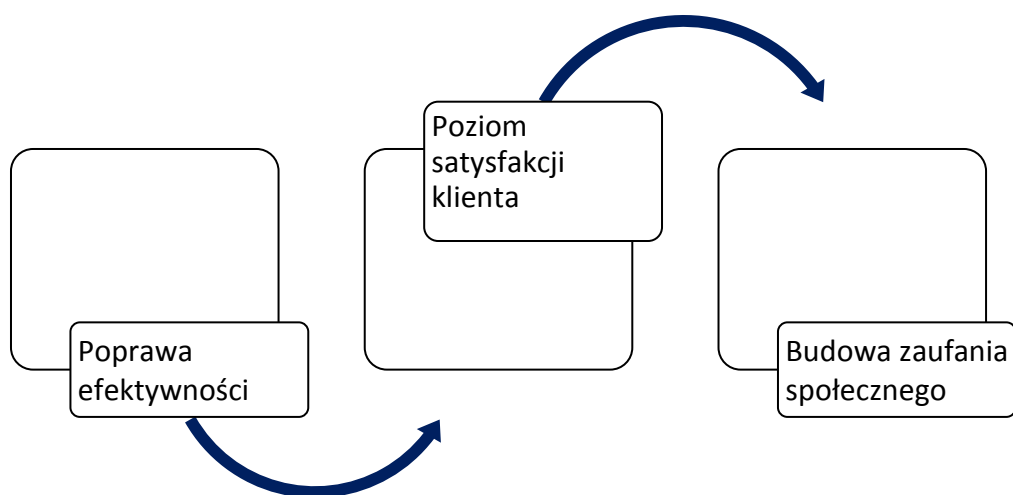 Poprawa
efektywności
Poziom
satysfakcji
klienta
Budowa zaufania
społecznego